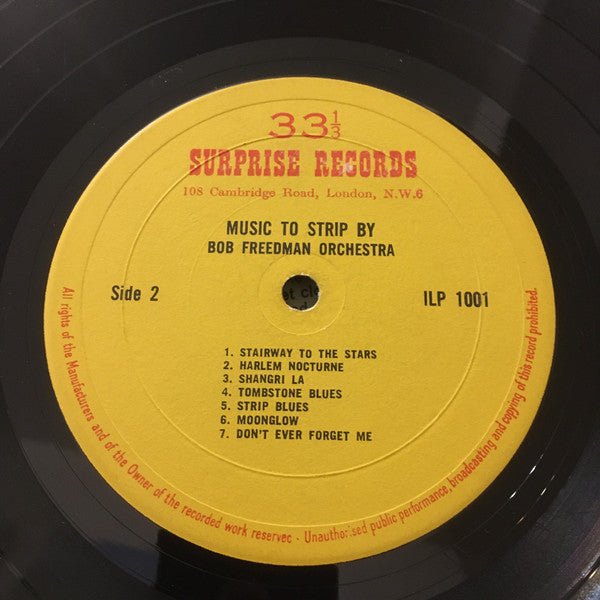 33⅓
SURPRISE RECORDS
108 Cambridge Road, London, N.W.6
MUSIC TO STRIP BY
BOB FREEDMAN ORCHESTRA
Side 2
ILP 1001
1. STAIRWAY TO THE STARS
2. HARLEM NOCTURNE
3. SHANGRI LA
4. TOMBSTONE BLUES
5. STRIP BLUES
6. MOONGLOW
7. DON'T EVER FORGET ME
All rights of the Manufacturers and of the Owner of the recorded work reservec · Unautho: .sed public performance, broadcasting and copying of this record prohibited.